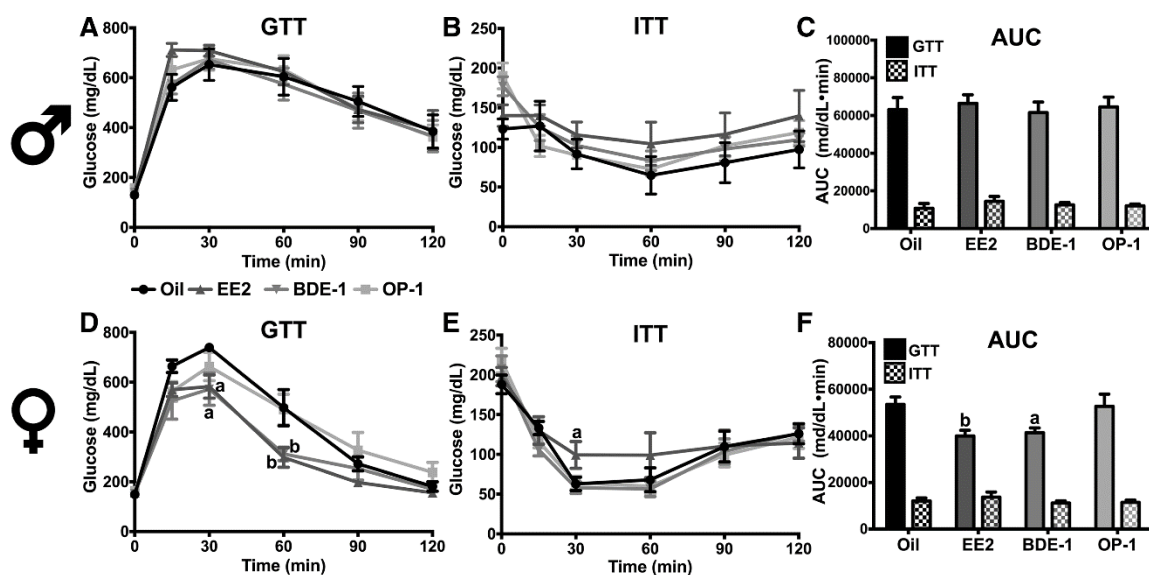 A GTT
Glucose (mg/dL)
800
600
400
200
0
0 30 60 90 120
Time (min)
B ITT
Glucose (mg/dL)
250
200
150
100
50
0
0 30 60 90 120
Time (min)
C AUC
AUC (md/dL•min)
100000
80000
60000
40000
20000
0
GTT
ITT
Oil EE2 BDE-1 OP-1
Oil EE2 BDE-1 OP-1
D GTT
Glucose (mg/dL)
800
600
400
200
0
a
a
b
b
0 30 60 90 120
Time (min)
E ITT
Glucose (mg/dL)
250
200
150
100
50
0
a
0 30 60 90 120
Time (min)
F AUC
AUC (md/dL•min)
100000
80000
60000
40000
20000
0
GTT
ITT
b
a
Oil EE2 BDE-1 OP-1